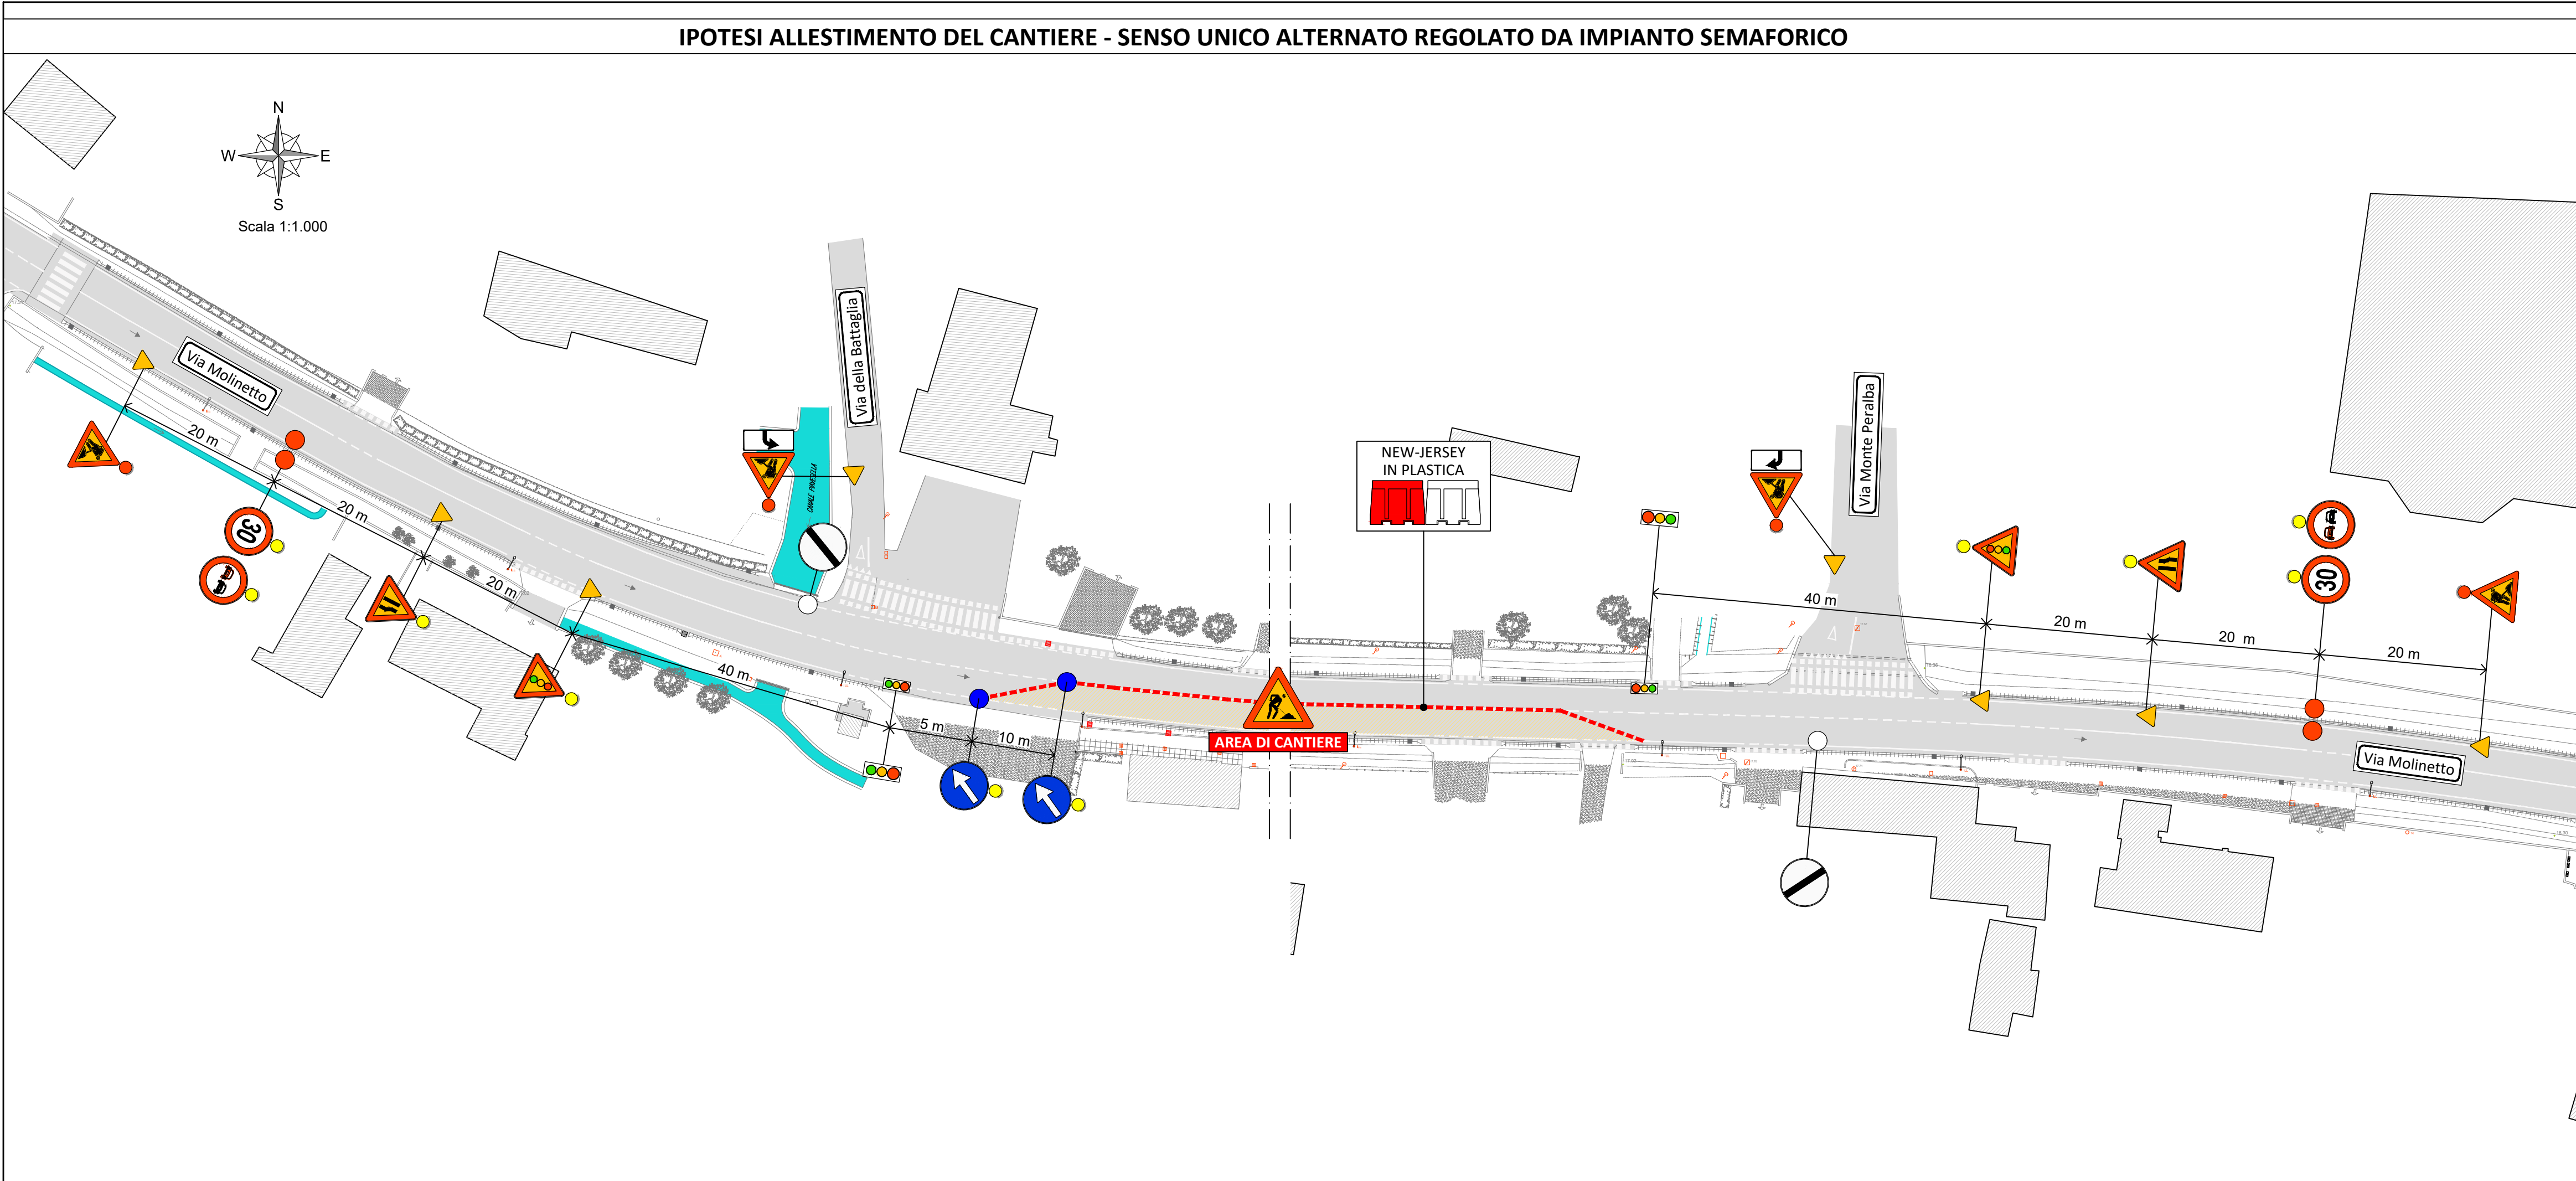 IPOTESI ALLESTIMENTO DEL CANTIERE - SENSO UNICO ALTERNATO REGOLATO DA IMPIANTO SEMAFORICO
N
W E
S
Scala 1:1.000
Via Molinetto
20 m
20 m
20 m
40 m
5 m
10 m
30
Via della Battaglia
NEW-JERSEY
IN PLASTICA
AREA DI CANTIERE
Via Monte Peralba
40 m
20 m
20 m
20 m
30
Via Molinetto